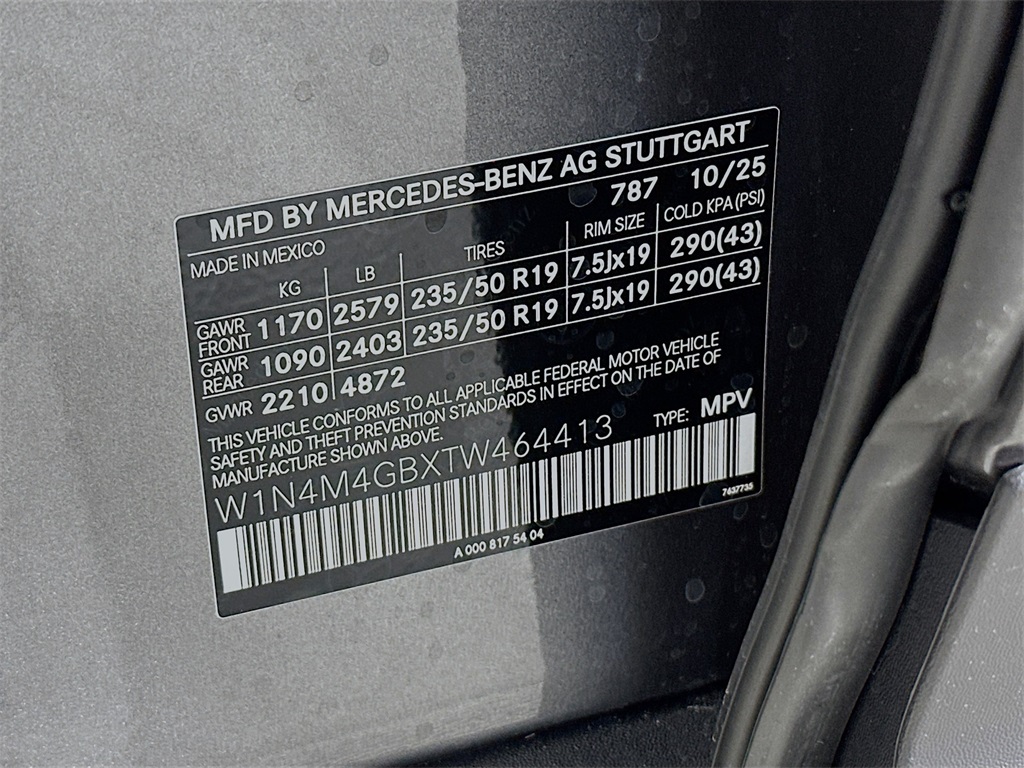 MFD BY MERCEDES-BENZ AG STUTTGART
MADE IN MEXICO 787 10/25
KG LB TIRES RIM SIZE COLD KPA (PSI)
GAWR FRONT 1170 2579 235/50 R19 7.5Jx19 290(43)
GAWR REAR 1090 2403 235/50 R19 7.5Jx19 290(43)
GVWR 2210 4872
THIS VEHICLE CONFORMS TO ALL APPLICABLE FEDERAL MOTOR VEHICLE
SAFETY AND THEFT PREVENTION STANDARDS IN EFFECT ON THE DATE OF
MANUFACTURE SHOWN ABOVE.
W1N4M4GBXTW464413 TYPE: MPV
7437735
A 000 817 54 04